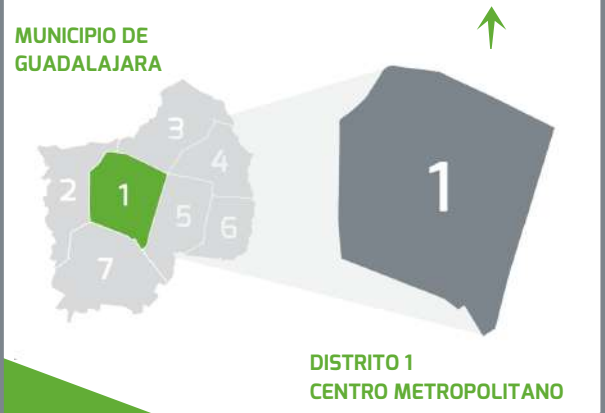 MUNICIPIO DE
GUADALAJARA
3
4
2
1
5
6
7
1
DISTRITO 1
CENTRO METROPOLITANO